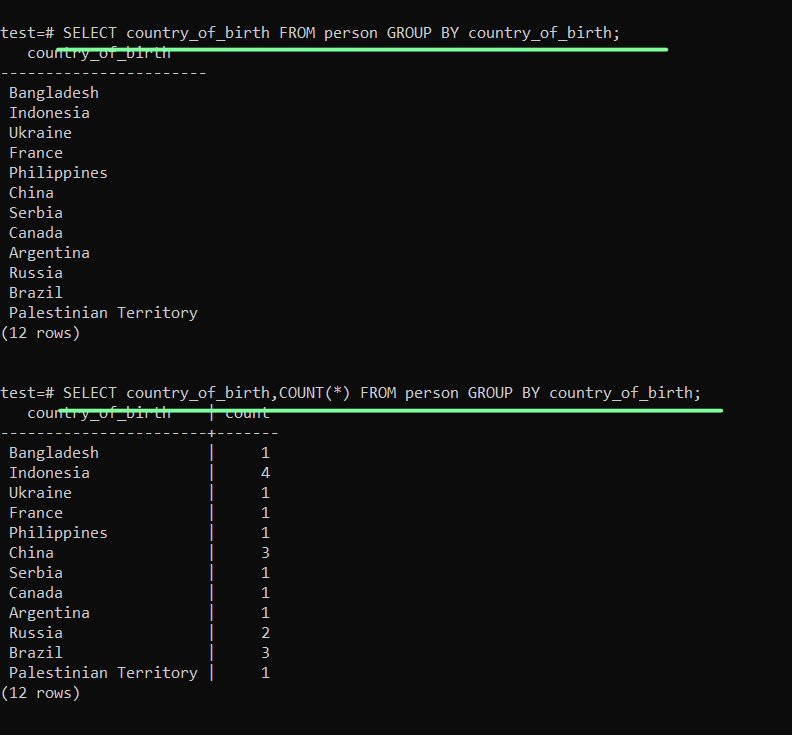 test=# SELECT country_of_birth FROM person GROUP BY country_of_birth;
country_of_birth
-----------------------
Bangladesh
Indonesia
Ukraine
France
Philippines
China
Serbia
Canada
Argentina
Russia
Brazil
Palestinian Territory
(12 rows)
test=# SELECT country_of_birth,COUNT(*) FROM person GROUP BY country_of_birth;
country_of_birth | count
-----------------------+-------
Bangladesh | 1
Indonesia | 4
Ukraine | 1
France | 1
Philippines | 1
China | 3
Serbia | 1
Canada | 1
Argentina | 1
Russia | 2
Brazil | 3
Palestinian Territory | 1
(12 rows)